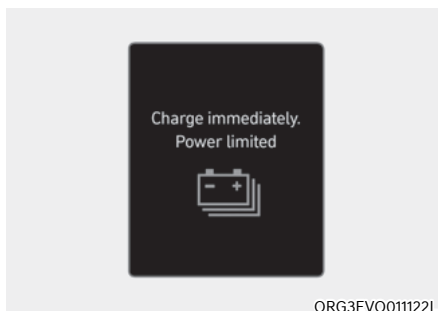 Charge immediately.
Power limited
- +
ORG3EVQ011122L